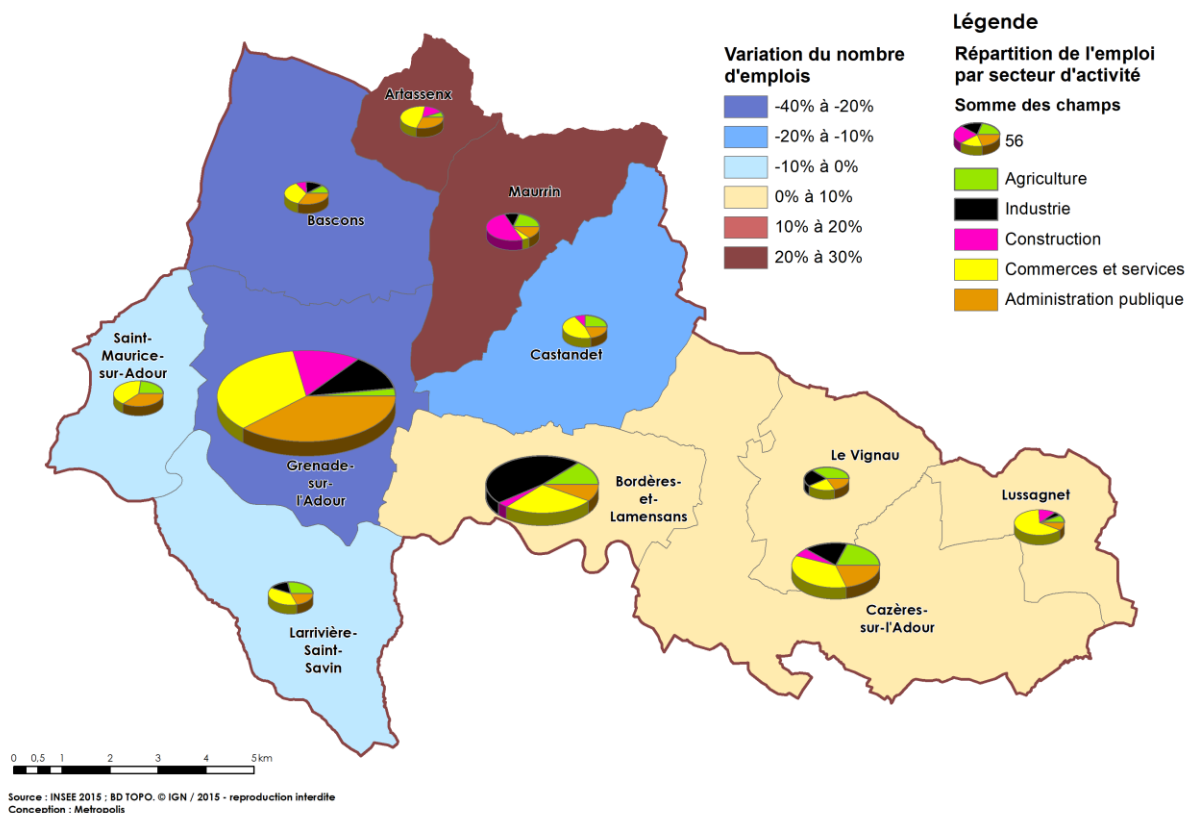 Légende
Variation du nombre
d'emplois
-40% à -20%
-20% à -10%
-10% à 0%
0% à 10%
10% à 20%
20% à 30%
Répartition de l'emploi
par secteur d'activité
Somme des champs
56
Agriculture
Industrie
Construction
Commerces et services
Administration publique
Artassenx
Maurrin
Bascons
Castandet
Saint-
Maurice-
sur-Adour
Grenade-
sur-
l'Adour
Bordères-
et-
Lamensans
Le Vignau
Lussagnet
Cazères-
sur-l'Adour
Larrivière-
Saint-
Savin
0 0,5 1 2 3 4 5 km
Source : INSEE 2015 ; BD TOPO. © IGN / 2015 - reproduction interdite
Conception : Metropolis